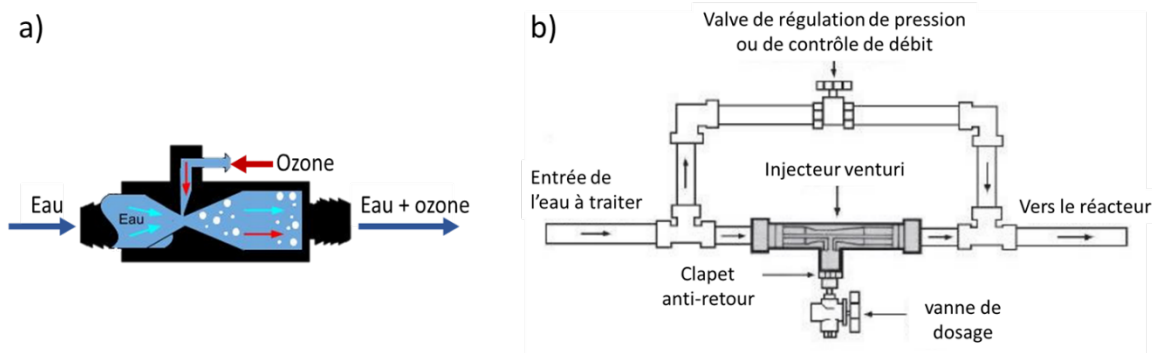 a)
Ozone
Eau
Eau
Eau + ozone
b)
Valve de régulation de pression
ou de contrôle de débit
Injecteur venturi
Entrée de
l'eau à traiter
Vers le réacteur
Clapet
anti-retour
vanne de
dosage